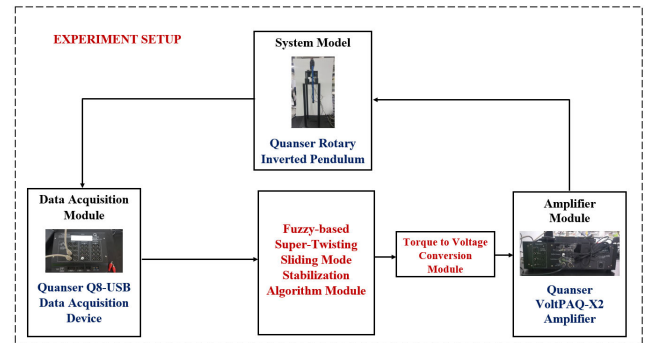 EXPERIMENT SETUP
System Model
Quanser Rotary
Inverted Pendulum
Data Acquisition
Module
Quanser Q8-USB
Data Acquisition
Device
Fuzzy-based
Super-Twisting
Sliding Mode
Stabilization
Algorithm Module
Torque to Voltage
Conversion
Module
Amplifier
Module
Quanser
VoltPAQ-X2
Amplifier